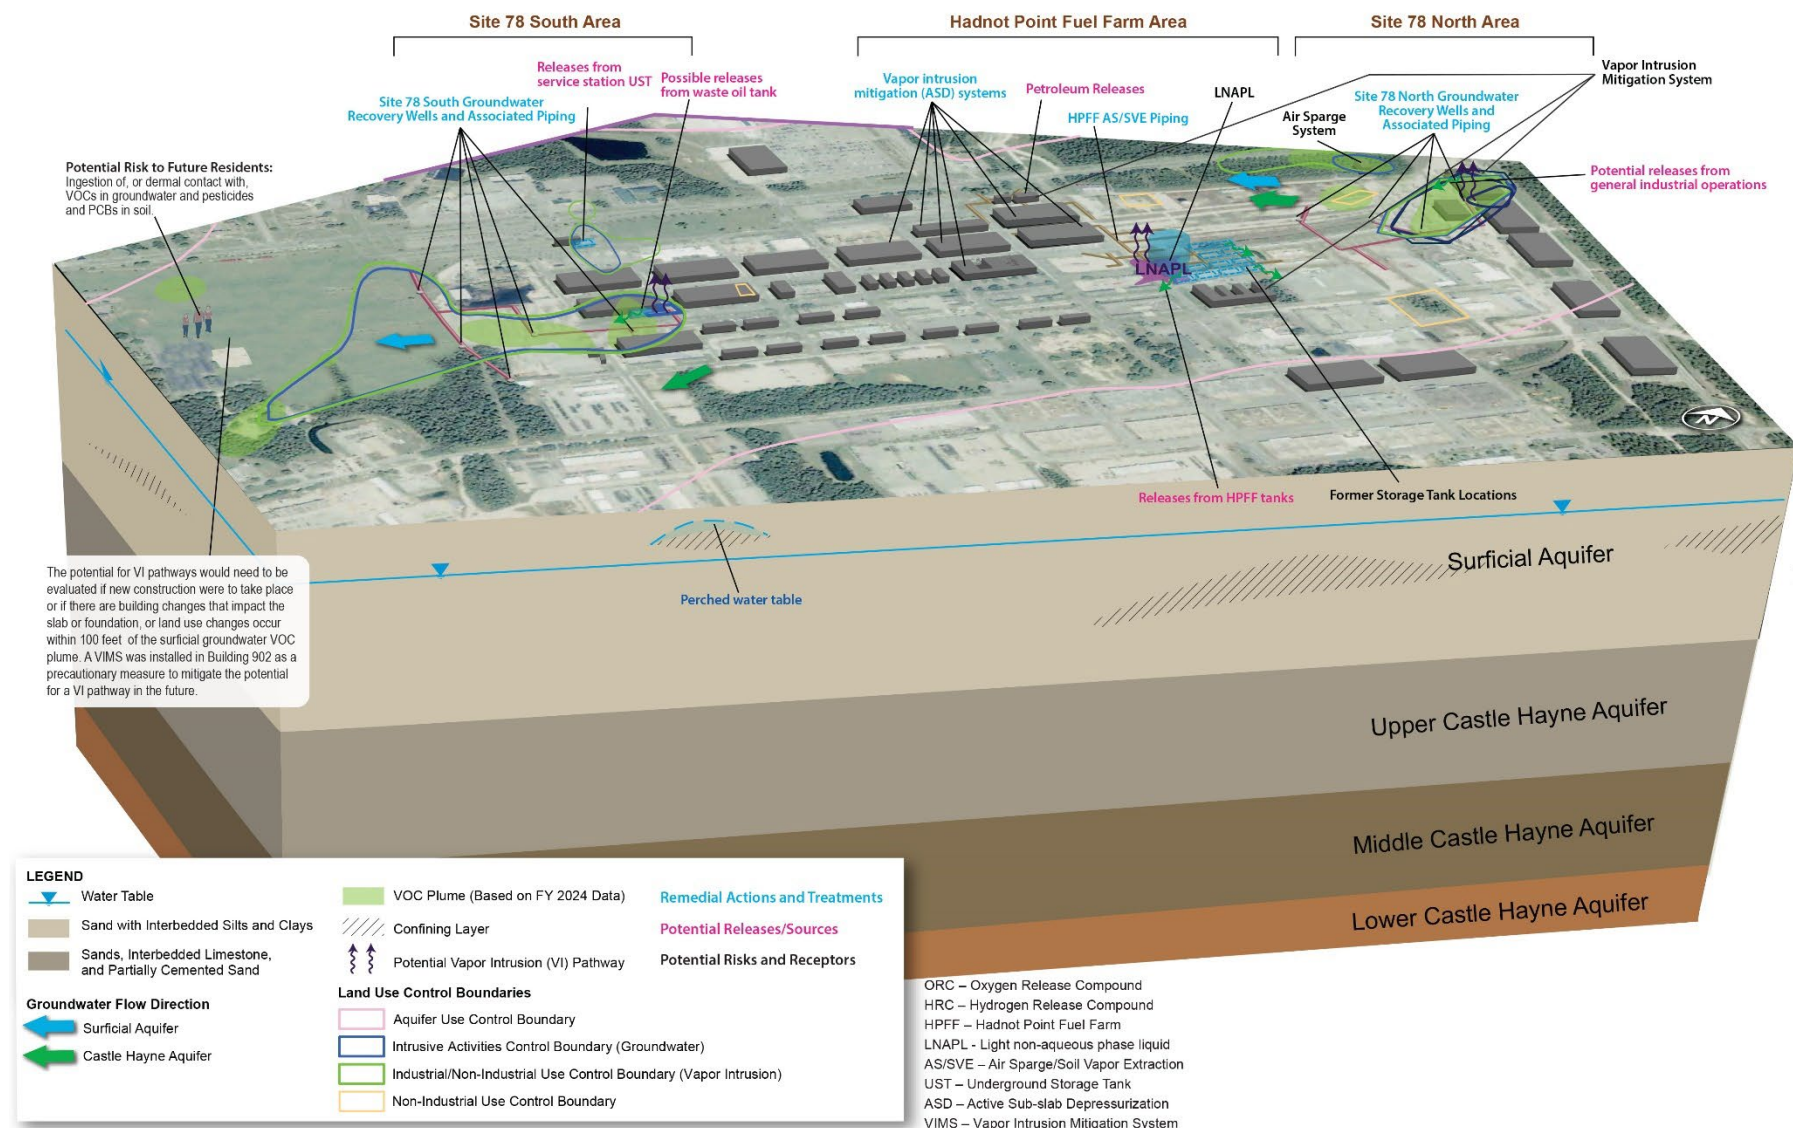 Site 78 South Area
Hadnot Point Fuel Farm Area
Site 78 North Area
Releases from
service station UST
Possible releases
from waste oil tank
Site 78 South Groundwater
Recovery Wells and Associated Piping
Vapor intrusion
mitigation (ASD) systems
Petroleum Releases
HPFF AS/SVE Piping
LNAPL
Air Sparge
System
Site 78 North Groundwater
Recovery Wells and
Associated Piping
Vapor Intrusion
Mitigation System
Potential releases from
general industrial operations
Potential Risk to Future Residents:
Ingestion of, or dermal contact with,
VOCs in groundwater and pesticides
and PCBs in soil.
LNAPL
N
Releases from HPFF tanks
Former Storage Tank Locations
Perched water table
Surficial Aquifer
The potential for VI pathways would need to be
evaluated if new construction were to take place
or if there are building changes that impact the
slab or foundation, or land use changes occur
within 100 feet of the surficial groundwater VOC
plume. A VIMS was installed in Building 902 as a
precautionary measure to mitigate the potential
for a VI pathway in the future.
Upper Castle Hayne Aquifer
Middle Castle Hayne Aquifer
Lower Castle Hayne Aquifer
LEGEND
Water Table
Sand with Interbedded Silts and Clays
Sands, Interbedded Limestone,
and Partially Cemented Sand
Groundwater Flow Direction
Surficial Aquifer
Castle Hayne Aquifer
VOC Plume (Based on FY 2024 Data)
Confining Layer
Potential Vapor Intrusion (VI) Pathway
Land Use Control Boundaries
Aquifer Use Control Boundary
Intrusive Activities Control Boundary (Groundwater)
Industrial/Non-Industrial Use Control Boundary (Vapor Intrusion)
Non-Industrial Use Control Boundary
Remedial Actions and Treatments
Potential Releases/Sources
Potential Risks and Receptors
ORC – Oxygen Release Compound
HRC – Hydrogen Release Compound
HPFF – Hadnot Point Fuel Farm
LNAPL - Light non-aqueous phase liquid
AS/SVE – Air Sparge/Soil Vapor Extraction
UST – Underground Storage Tank
ASD – Active Sub-slab Depressurization
VIMS – Vapor Intrusion Mitigation System